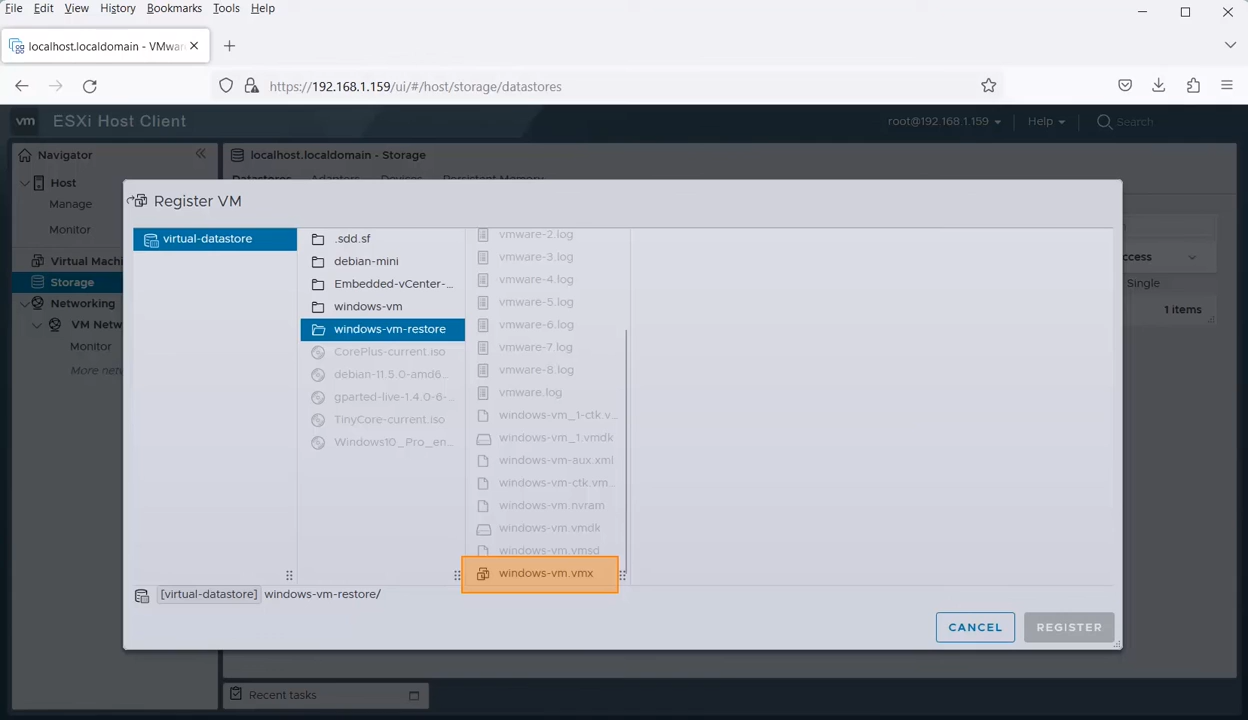 File Edit View History Bookmarks Tools Help
localhost.localdomain - VMwar
https://192.168.1.159/ui/#/host/storage/datastores
vm ESXi Host Client
root@192.168.1.159 Help Search
Navigator
localhost.localdomain - Storage
Host
Datastores Adapters Devices Persistent Memory
Manage
Monitor
Virtual Machi
Storage
Networking
VM Netw
Monitor
More net
ccess
Single
1 items
Register VM
virtual-datastore
.sdd.sf
debian-mini
Embedded-vCenter-...
windows-vm
windows-vm-restore
CorePlus-current.iso
debian-11.5.0-amd6...
gparted-live-1.4.0-6-...
TinyCore-current.iso
Windows10_Pro_en...
vmware-2.log
vmware-3.log
vmware-4.log
vmware-5.log
vmware-6.log
vmware-7.log
vmware-8.log
vmware.log
windows-vm_1-ctk.v...
windows-vm_1.vmdk
windows-vm-aux.xml
windows-vm-ctk.vm...
windows-vm.nvram
windows-vm.vmdk
windows-vm.vmsd
windows-vm.vmx
[virtual-datastore] windows-vm-restore/
CANCEL REGISTER
Recent tasks